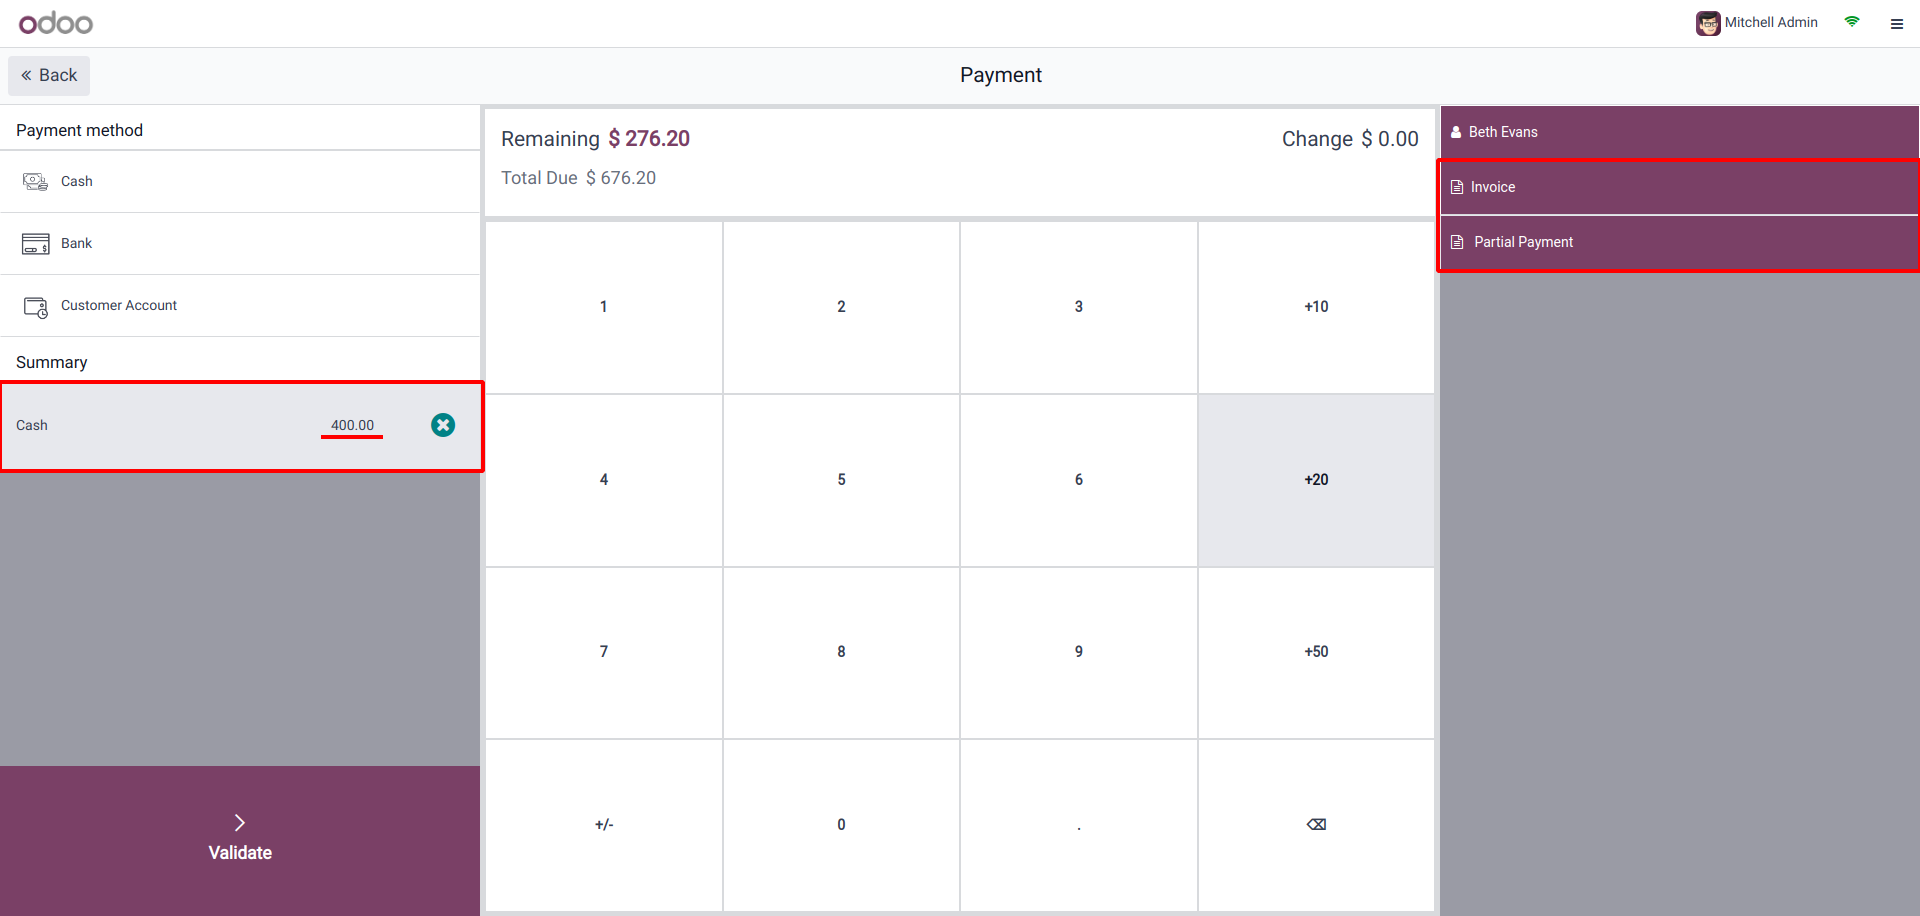 odoo
Mitchell Admin
« Back
Payment
Payment method
Cash
Bank
Customer Account
Summary
Cash 400.00
Validate
Remaining $ 276.20
Change $ 0.00
Total Due $ 676.20
1 2 3 +10
4 5 6 +20
7 8 9 +50
+/- 0 . ⌫
Beth Evans
Invoice
Partial Payment